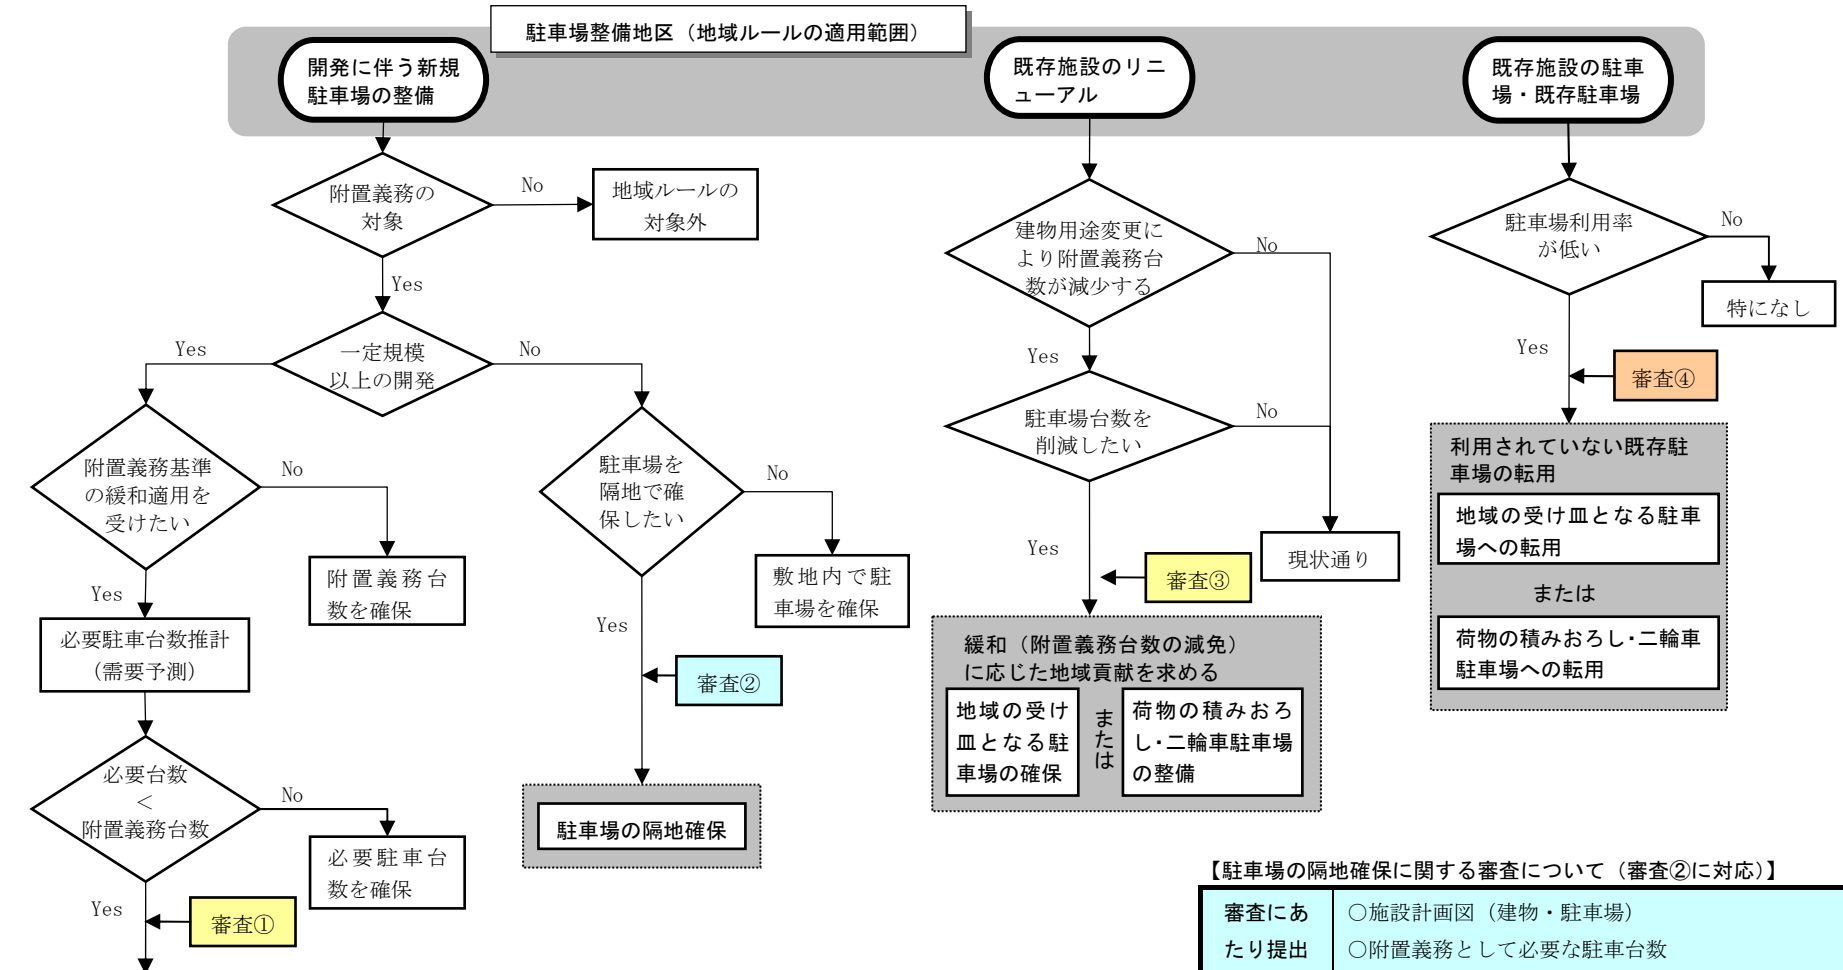 駐車場整備地区（地域ルールの適用範囲）
開発に伴う新規
駐車場の整備
既存施設のリニ
ューアル
既存施設の駐車
場・既存駐車場
附置義務の
対象
No
地域ルールの
対象外
Yes
一定規模
以上の開発
Yes
No
附置義務基準
の緩和適用を
受けたい
No
附置義務台
数を確保
Yes
必要駐車台数推計
（需要予測）
必要台数
＜
附置義務台数
No
必要駐車台
数を確保
Yes
審査①
駐車場を
隔地で確
保したい
No
敷地内で駐
車場を確保
Yes
審査②
駐車場の隔地確保
建物用途変更に
より附置義務台
数が減少する
No
Yes
駐車場台数を
削減したい
No
現状通り
Yes
審査③
緩和（附置義務台数の減免）
に応じた地域貢献を求める
地域の受け
皿となる駐
車場の確保
または
荷物の積みおろ
し・二輪車駐車場
の整備
駐車場利用率
が低い
No
特になし
Yes
審査④
利用されていない既存駐
車場の転用
地域の受け皿となる駐車
場への転用
または
荷物の積みおろし・二輪車
駐車場への転用
【駐車場の隔地確保に関する審査について（審査②に対応）】
審査にあ
たり提出
○施設計画図（建物・駐車場）
○附置義務として必要な駐車台数